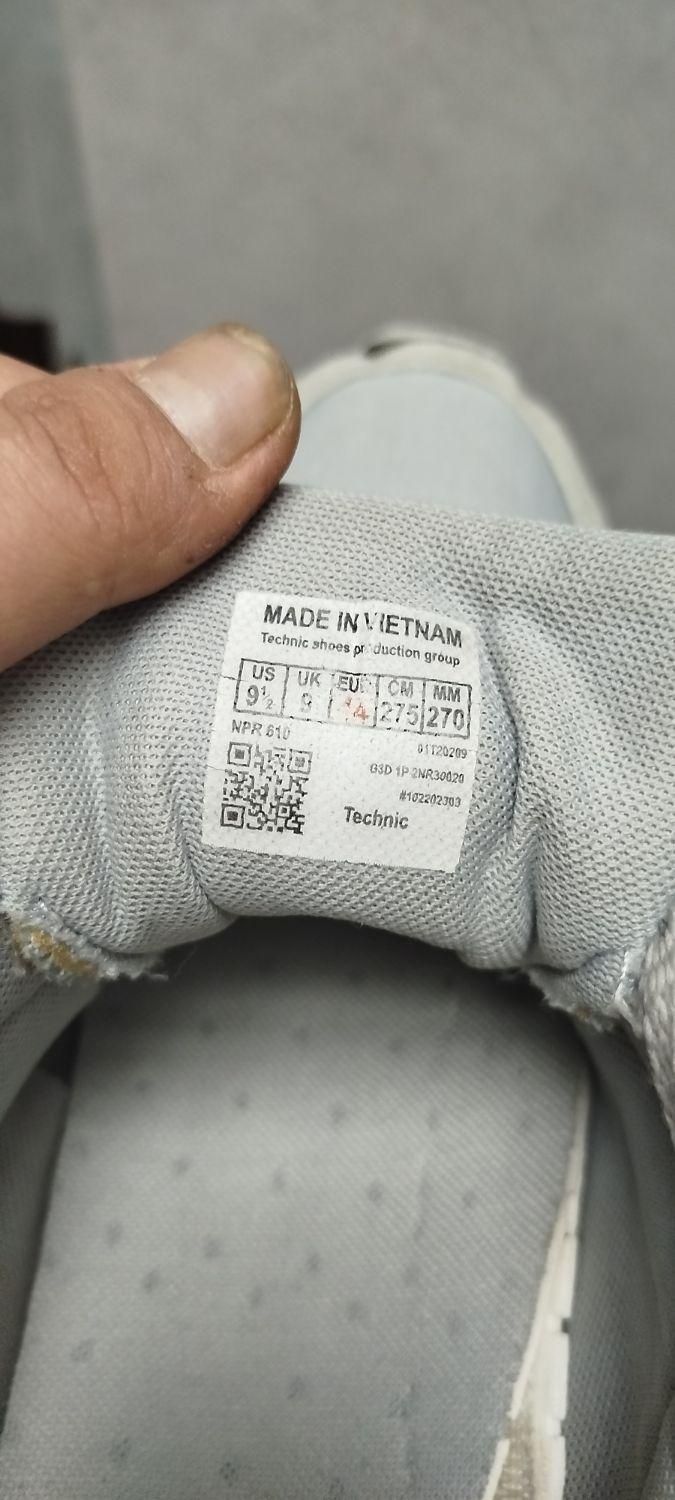 MADE IN VIETNAM
Technic shoes production group
US UK EUR CM MM
9½ 9 44 275 270
NPR 610
01T20209
G3D 1P 2NR30020
#102202303
Technic